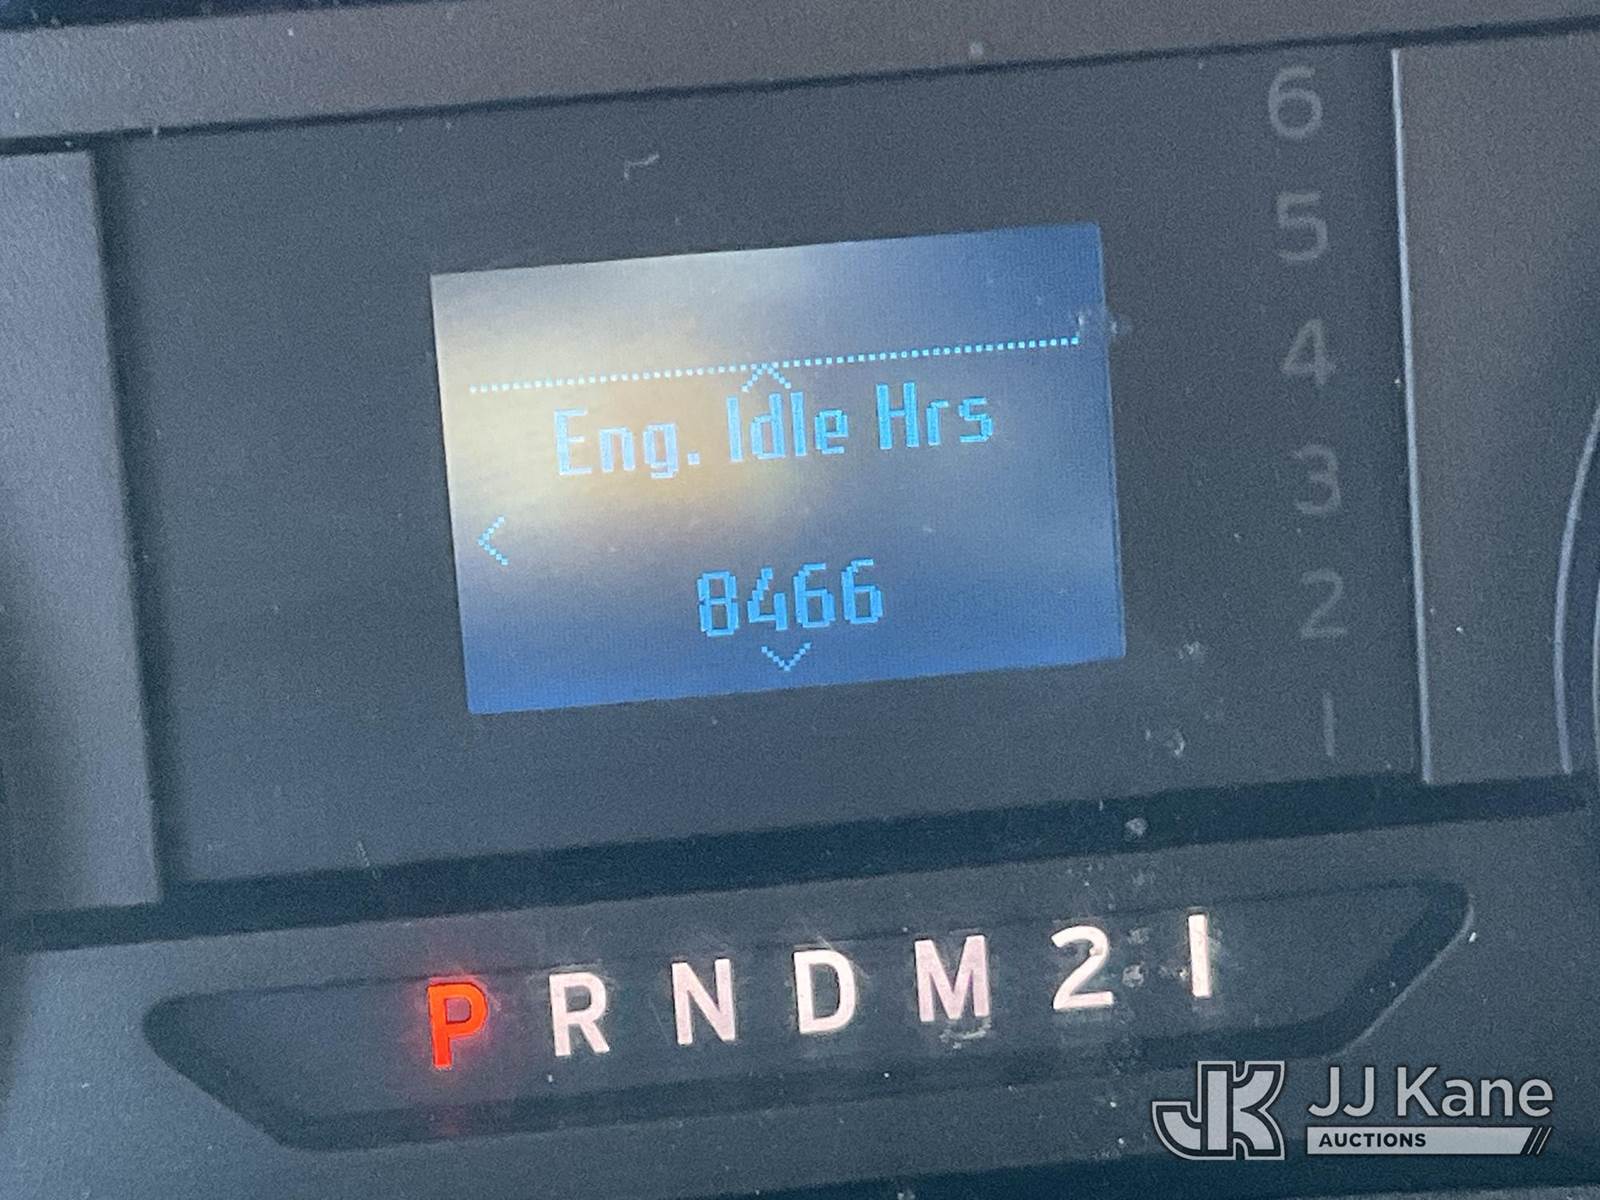 6
5
4
3
2
1
Eng. Idle Hrs
8466
P R N D M 2 1
JK JJ Kane
AUCTIONS